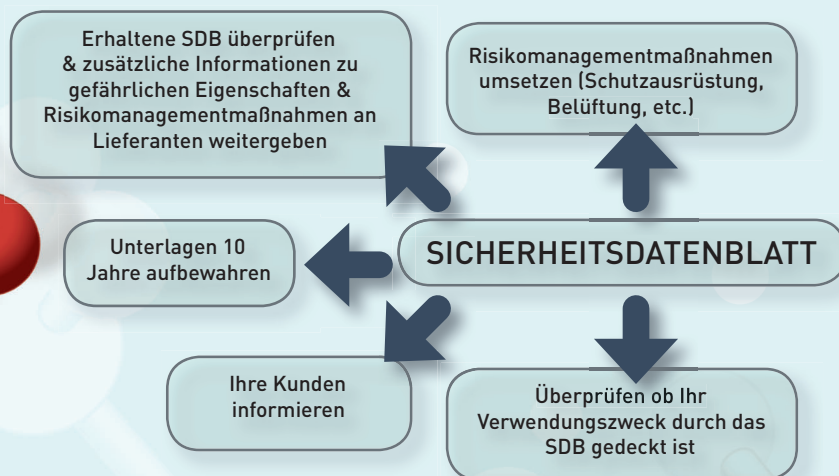 Erhaltene SDB überprüfen
& zusätzliche Informationen zu
gefährlichen Eigenschaften &
Risikomanagementmaßnahmen an
Lieferanten weitergeben
Risikomanagementmaßnahmen
umsetzen (Schutzausrüstung,
Belüftung, etc.)
Unterlagen 10
Jahre aufbewahren
SICHERHEITSDATENBLATT
Ihre Kunden
informieren
Überprüfen ob Ihr
Verwendungszweck durch das
SDB gedeckt ist